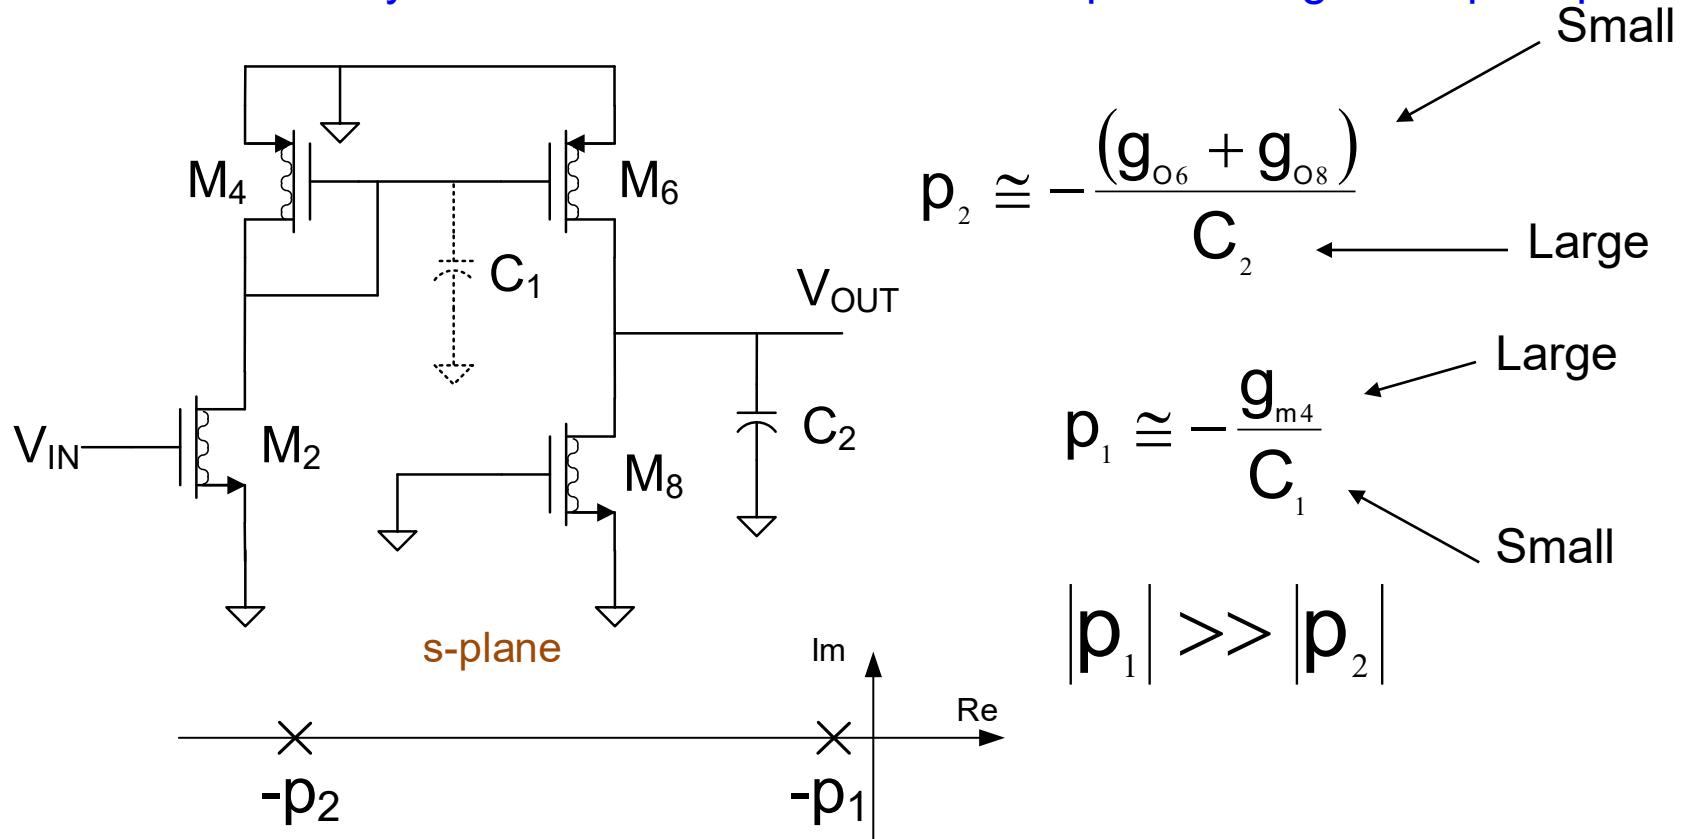 Small
M4
M6
p2 ≅ − (go6 + go8) / C2
Large
C1
VOUT
Large
p1 ≅ − gm4 / C1
VIN
M2
M8
C2
Small
|p1| >> |p2|
s-plane
Im
Re
-p2
-p1